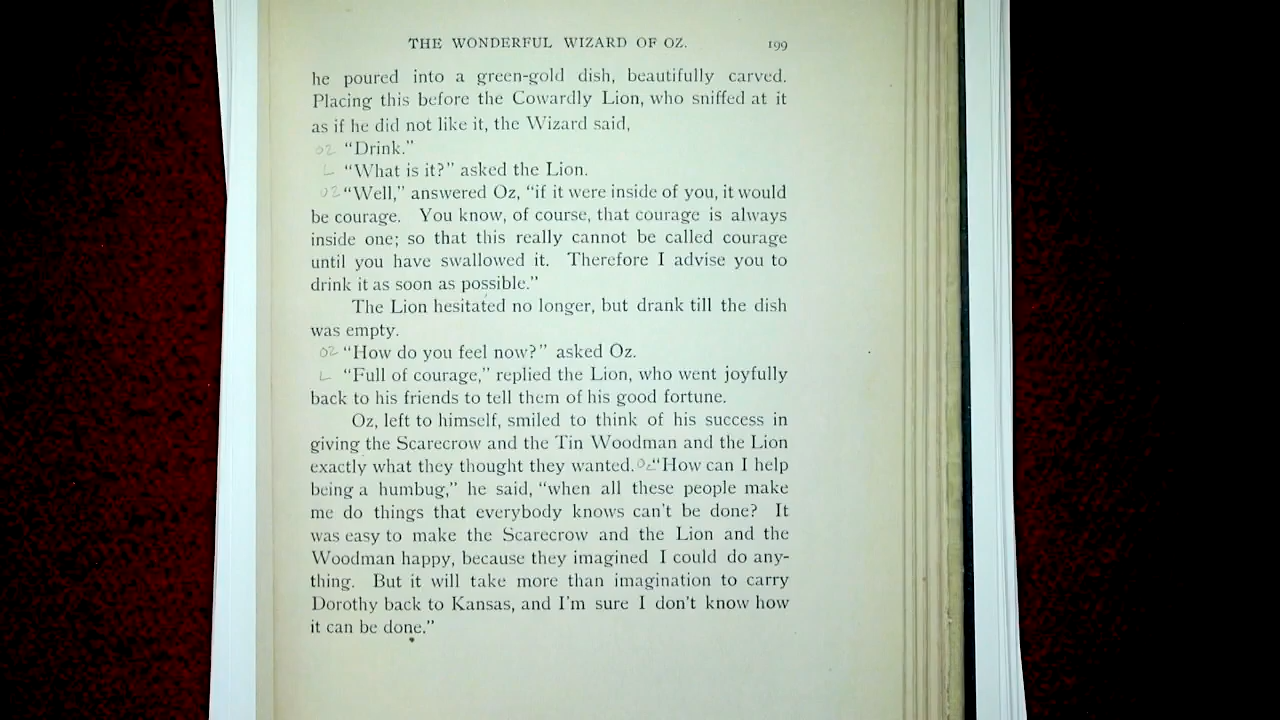 THE WONDERFUL WIZARD OF OZ. 199
he poured into a green-gold dish, beautifully carved.
Placing this before the Cowardly Lion, who sniffed at it
as if he did not like it, the Wizard said,
OZ “Drink.”
L “What is it?” asked the Lion.
OZ “Well,” answered Oz, “if it were inside of you, it would
be courage. You know, of course, that courage is always
inside one; so that this really cannot be called courage
until you have swallowed it. Therefore I advise you to
drink it as soon as possible.”
The Lion hesitated no longer, but drank till the dish
was empty.
OZ “How do you feel now?” asked Oz.
L “Full of courage,” replied the Lion, who went joyfully
back to his friends to tell them of his good fortune.
Oz, left to himself, smiled to think of his success in
giving the Scarecrow and the Tin Woodman and the Lion
exactly what they thought they wanted. Oz “How can I help
being a humbug,” he said, “when all these people make
me do things that everybody knows can't be done? It
was easy to make the Scarecrow and the Lion and the
Woodman happy, because they imagined I could do any-
thing. But it will take more than imagination to carry
Dorothy back to Kansas, and I'm sure I don't know how
it can be done.”